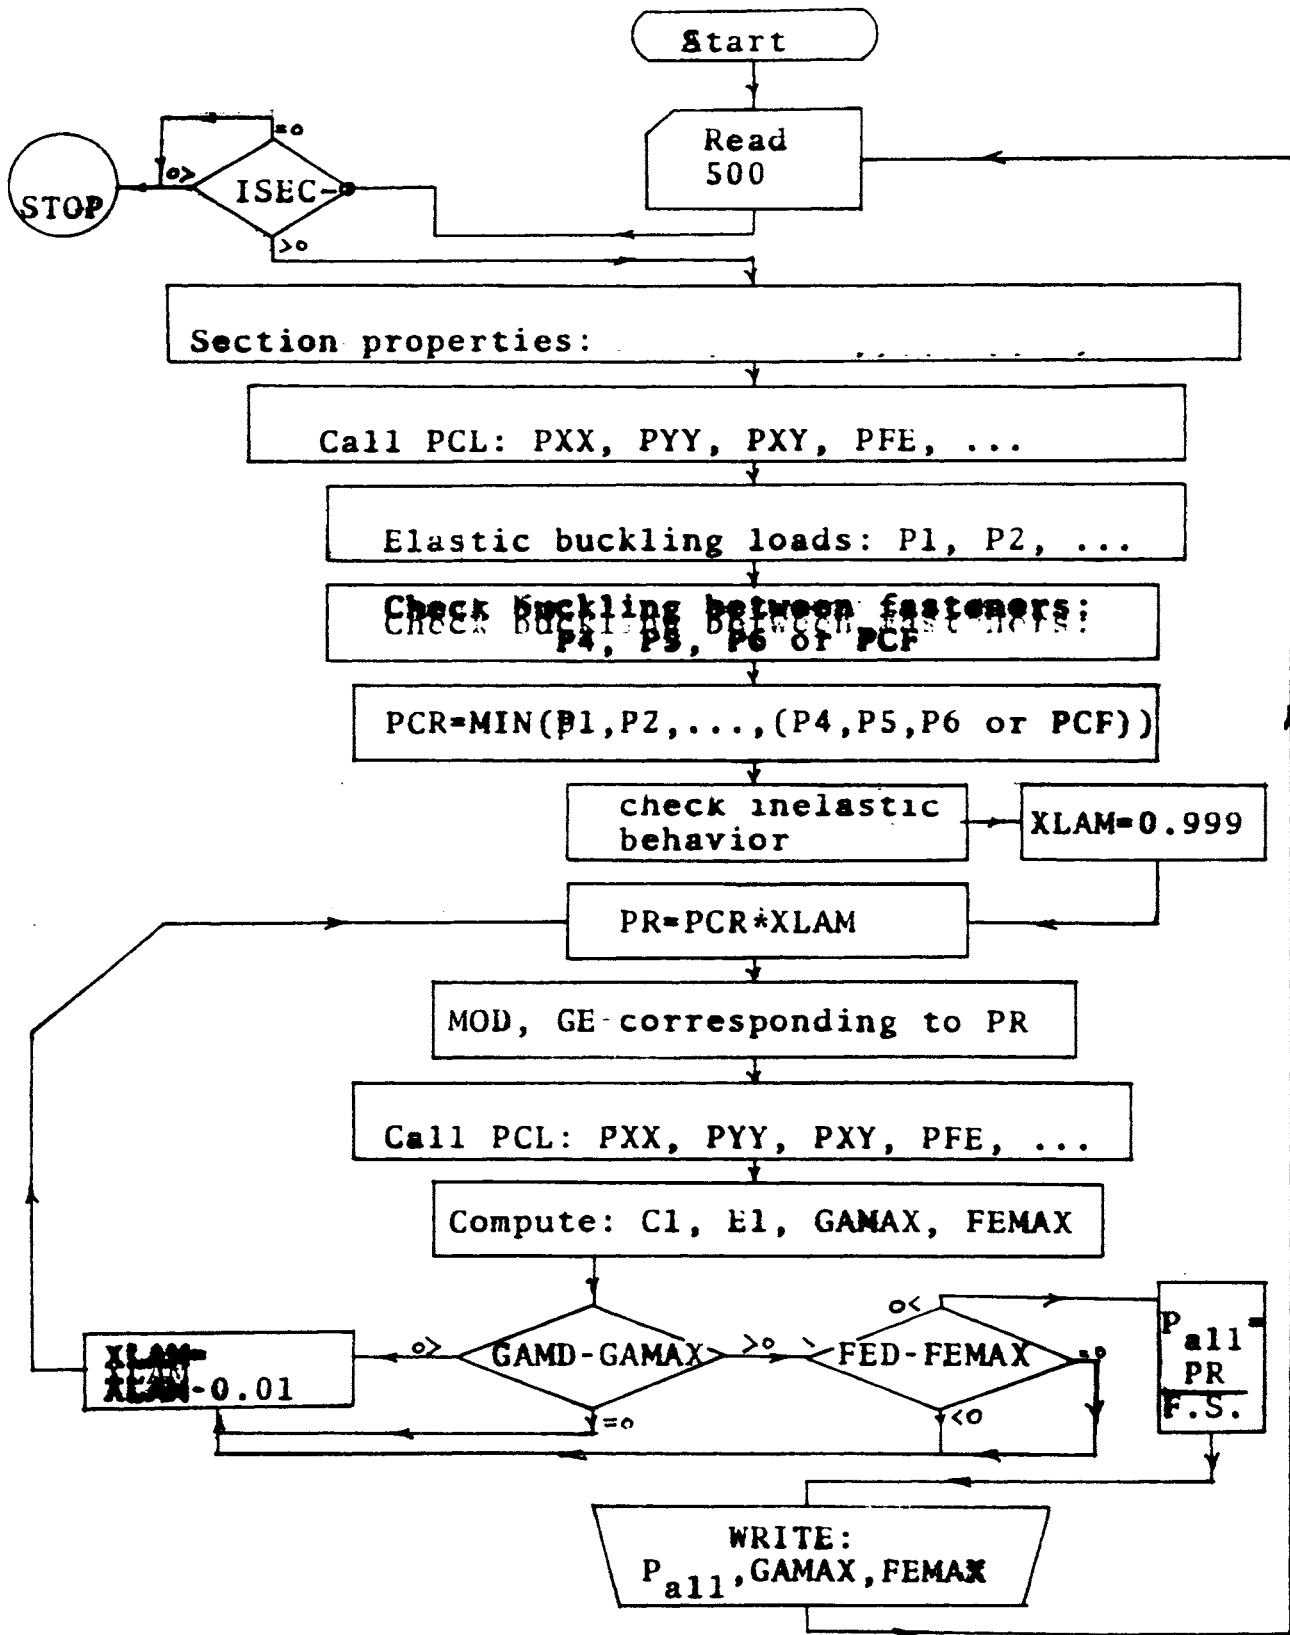 Start
Read
500
=0
0>
ISEC-0
STOP
>0
Section properties:
Call PCL: PXX, PYY, PXY, PFE, ...
Elastic buckling loads: P1, P2, ...
Check buckling between fasteners:
P4, P5, P6 or PCF
PCR=MIN(P1,P2,...,(P4,P5,P6 or PCF))
check inelastic
behavior
XLAM=0.999
PR=PCR*XLAM
MOD, GE corresponding to PR
Call PCL: PXX, PYY, PXY, PFE, ...
Compute: C1, E1, GAMAX, FEMAX
0<
Pall=
PR
F.S.
XLAM=
XLAM-0.01
0>
GAMD-GAMAX
>0
FED-FEMAX
=0
=0
<0
WRITE:
Pall,GAMAX,FEMAX